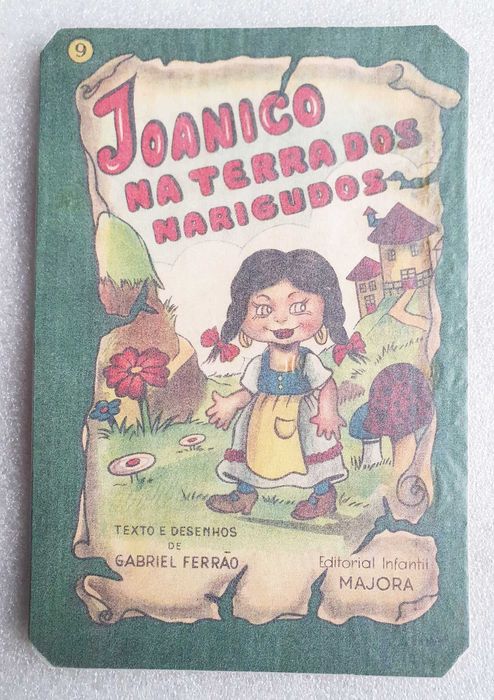 9
JOANICO
NA TERRA DOS
NARIGUDOS
TEXTO E DESENHOS
DE
GABRIEL FERRÃO
Editorial Infantil
MAJORA